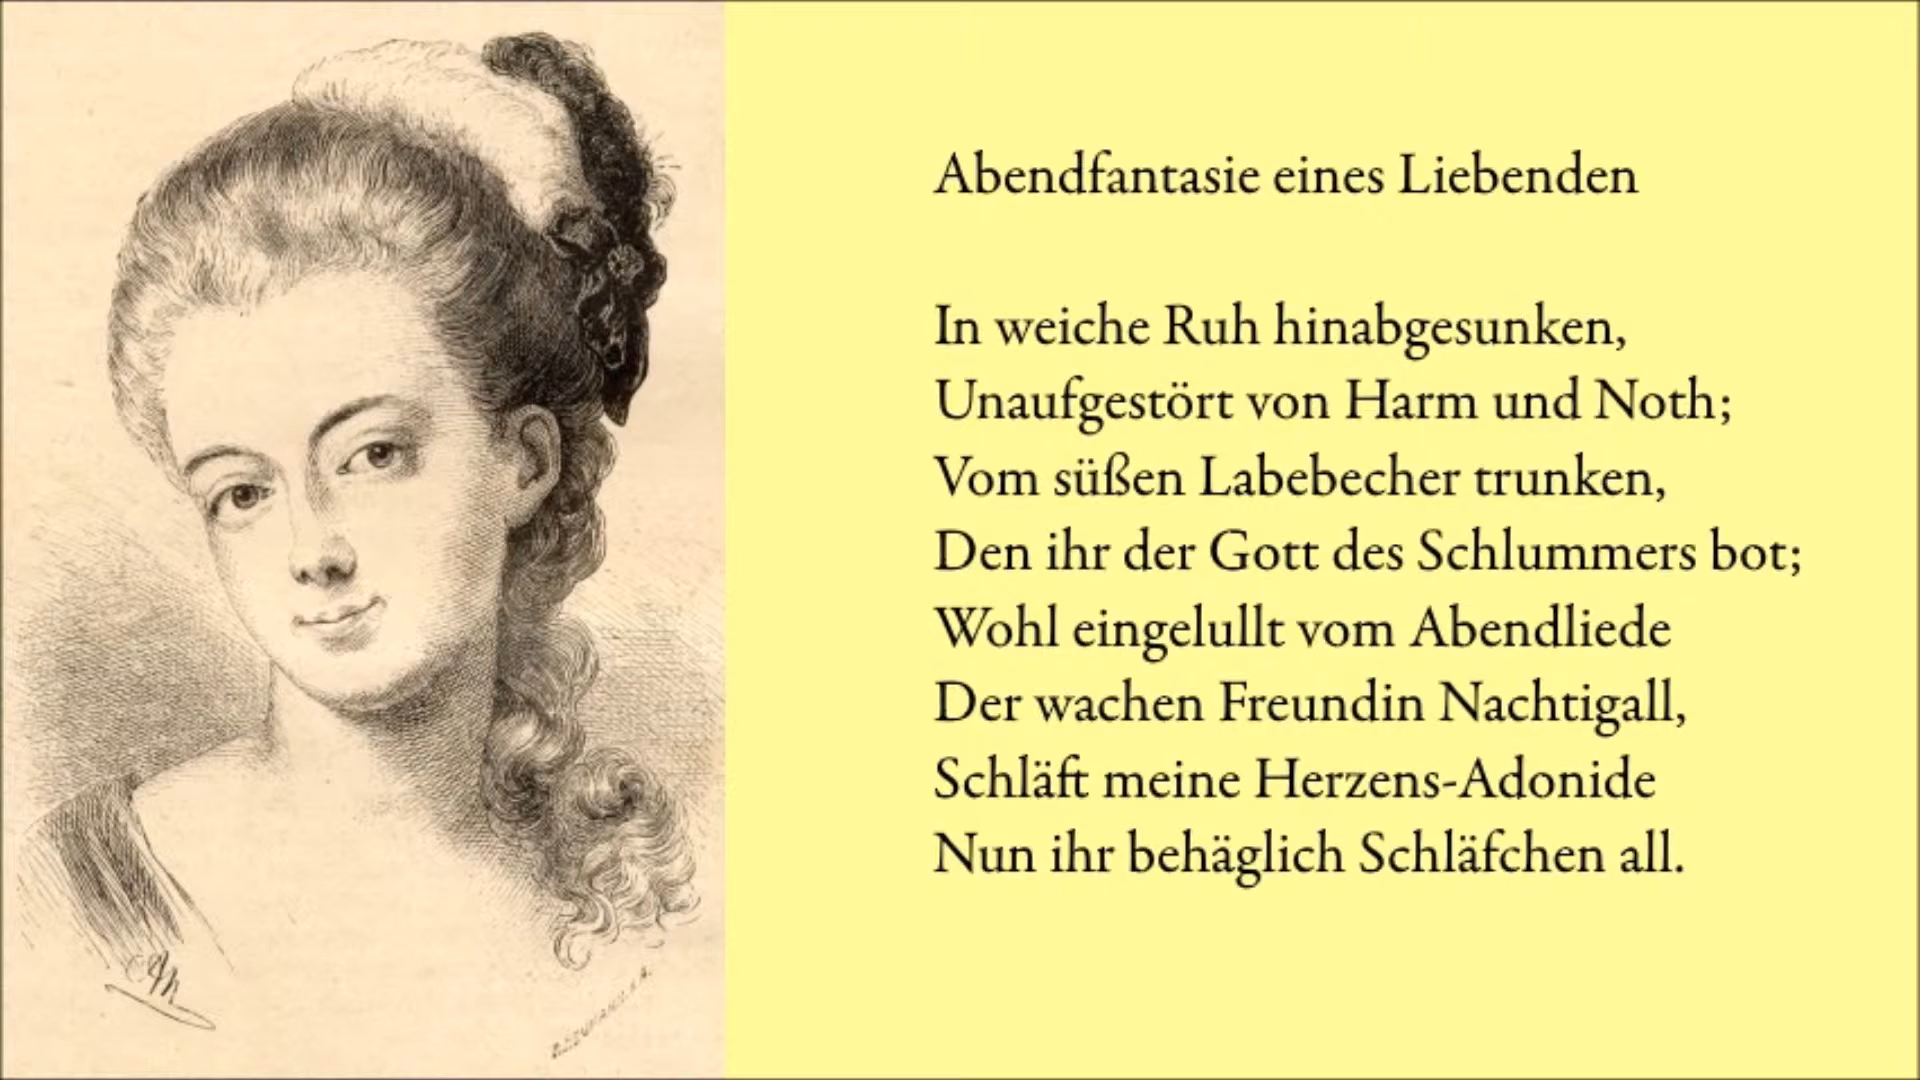 Abendfantasie eines Liebenden
In weiche Ruh hinabgesunken,
Unaufgestört von Harm und Noth;
Vom süßen Labebecher trunken,
Den ihr der Gott des Schlummers bot;
Wohl eingelullt vom Abendliede
Der wachen Freundin Nachtigall,
Schläft meine Herzens-Adonide
Nun ihr behäglich Schläfchen all.